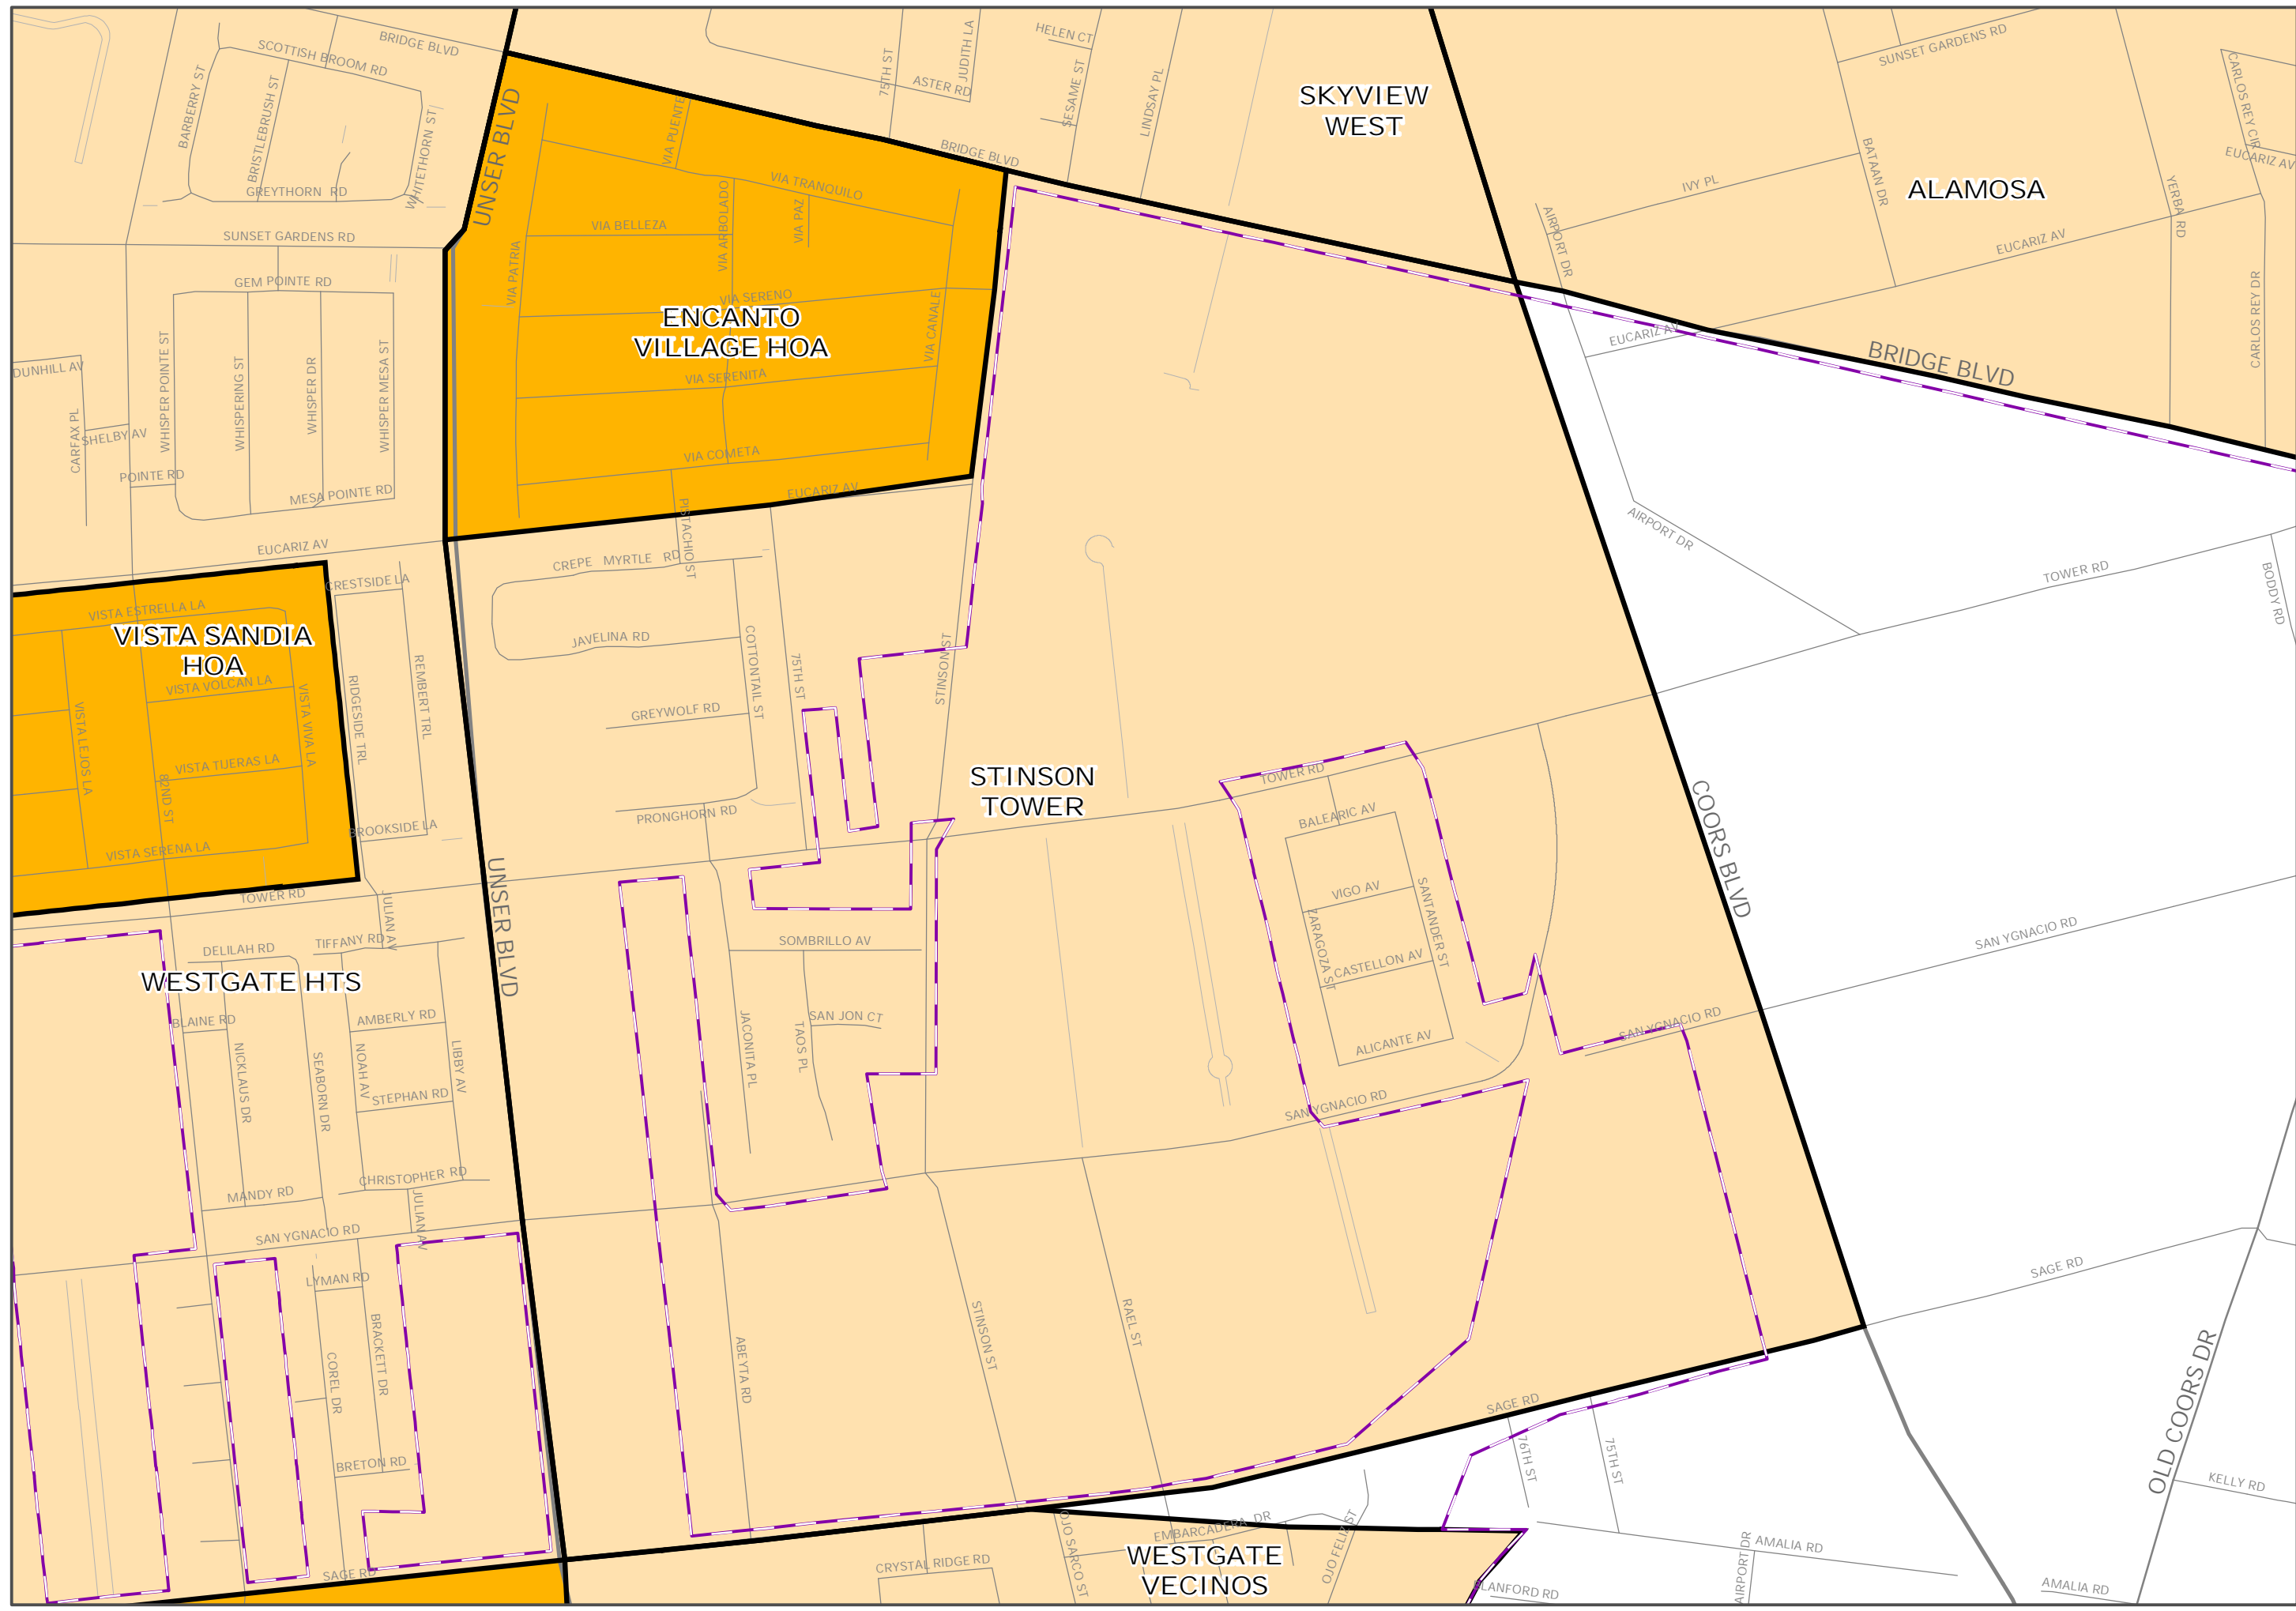 BRIDGE BLVD
SCOTTISH BROOM RD
BARBERRY ST
BRISTLEBRUSH ST
WHITETHORN ST
GREYTHORN RD
SUNSET GARDENS RD
UNSER BLVD
75TH ST
JUDITH LA
ASTER RD
HELEN CT
SESAME ST
LINDSAY PL
BRIDGE BLVD
SKYVIEW
WEST
SUNSET GARDENS RD
CARLOS REY CIR
EUCARIZ AV
BATAAN DR
IVY PL
ALAMOSA
YERBA RD
EUCARIZ AV
AIRPORT DR
CARLOS REY DR
EUCARIZ AV
BRIDGE BLVD
VIA PUENTE
VIA TRANQUILO
VIA ARBOLADO
VIA PAZ
VIA BELLEZA
VIA PATRIA
VIA SERENO
VIA CANALE
ENCANTO
VILLAGE HOA
VIA SERENITA
VIA COMETA
EUCARIZ AV
GEM POINTE RD
WHISPER POINTE ST
WHISPERING ST
WHISPER DR
WHISPER MESA ST
DUNHILL AV
CARFAX PL
SHELBY AV
POINTE RD
MESA POINTE RD
EUCARIZ AV
PISTACHIO ST
CREPE MYRTLE RD
JAVELINA RD
COTTONTAIL ST
75TH ST
STINSON ST
GREYWOLF RD
PRONGHORN RD
AIRPORT DR
TOWER RD
BODDY RD
CRESTSIDE LA
VISTA ESTRELLA LA
VISTA SANDIA
HOA
VISTA VOLCAN LA
VISTA LEJOS LA
VISTA VIVA LA
RIDGESIDE TRL
REMBERT TRL
VISTA TIJERAS LA
82ND ST
BROOKSIDE LA
VISTA SERENA LA
TOWER RD
JULIAN AV
UNSER BLVD
STINSON
TOWER
TOWER RD
BALEARIC AV
VIGO AV
ZARAGOZA ST
SANTANDER ST
CASTELLON AV
ALICANTE AV
SAN YGNACIO RD
COORS BLVD
SAN YGNACIO RD
SAN YGNACIO RD
DELILAH RD
TIFFANY RD
WESTGATE HTS
BLAINE RD
AMBERLY RD
NICKLAUS DR
SEABORN DR
NOAH AV
LIBBY AV
STEPHAN RD
MANDY RD
CHRISTOPHER RD
JULIAN AV
SAN YGNACIO RD
LYMAN RD
BRACKETT DR
COREL DR
BRETON RD
SAGE RD
SOMBRILLO AV
JACONITA PL
TAOS PL
SAN JON CT
ABEYTA RD
STINSON ST
RAEL ST
SAGE RD
SAGE RD
76TH ST
75TH ST
OLD COORS DR
KELLY RD
OJO SARCO ST
EMBARCADERA DR
OJO FELIZ ST
CRYSTAL RIDGE RD
WESTGATE
VECINOS
BLANFORD RD
AIRPORT DR
AMALIA RD
AMALIA RD